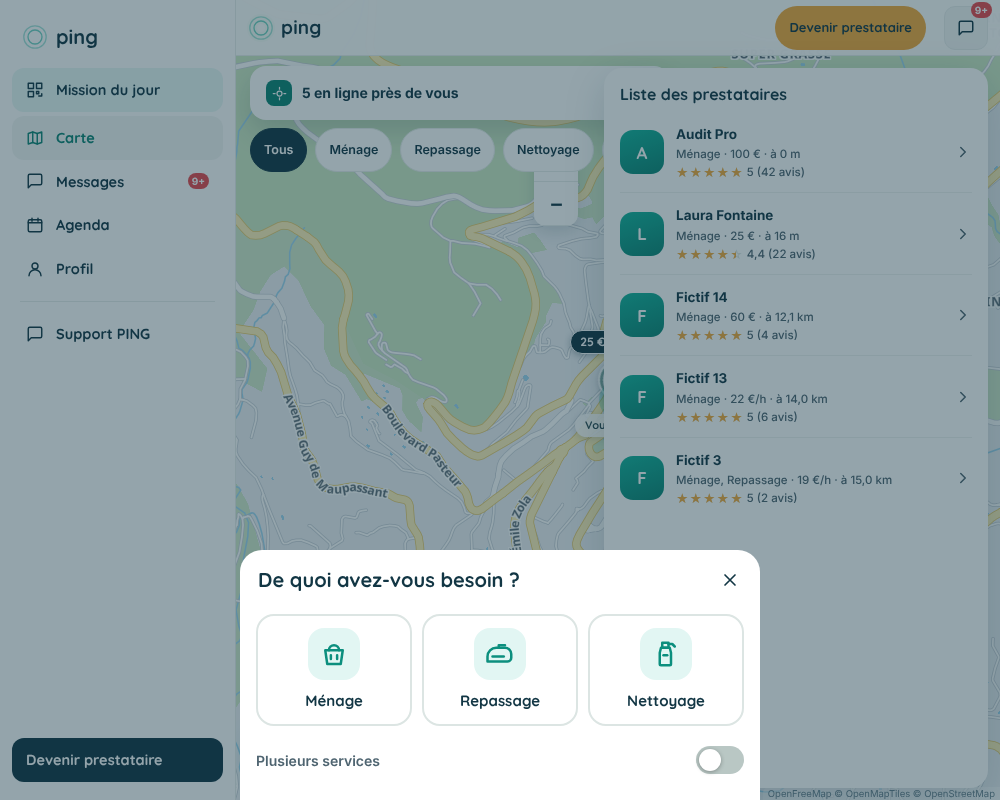 ping
Mission du jour
Carte
Messages
9+
Agenda
Profil
Support PING
Devenir prestataire
ping
Devenir prestataire
9+
5 en ligne près de vous
Tous
Ménage
Repassage
Nettoyage
25 €
Vou
Avenue Guy de Maupassant
Boulevard Pasteur
Émile Zola
Liste des prestataires
A
Audit Pro
Ménage · 100 € · à 0 m
★★★★★ 5 (42 avis)
L
Laura Fontaine
Ménage · 25 € · à 16 m
4,4 (22 avis)
F
Fictif 14
Ménage · 60 € · à 12,1 km
★★★★★ 5 (4 avis)
F
Fictif 13
Ménage · 22 €/h · à 14,0 km
★★★★★ 5 (6 avis)
F
Fictif 3
Ménage, Repassage · 19 €/h · à 15,0 km
★★★★★ 5 (2 avis)
De quoi avez-vous besoin ?
Ménage
Repassage
Nettoyage
Plusieurs services
OpenFreeMap © OpenMapTiles © OpenStreetMap